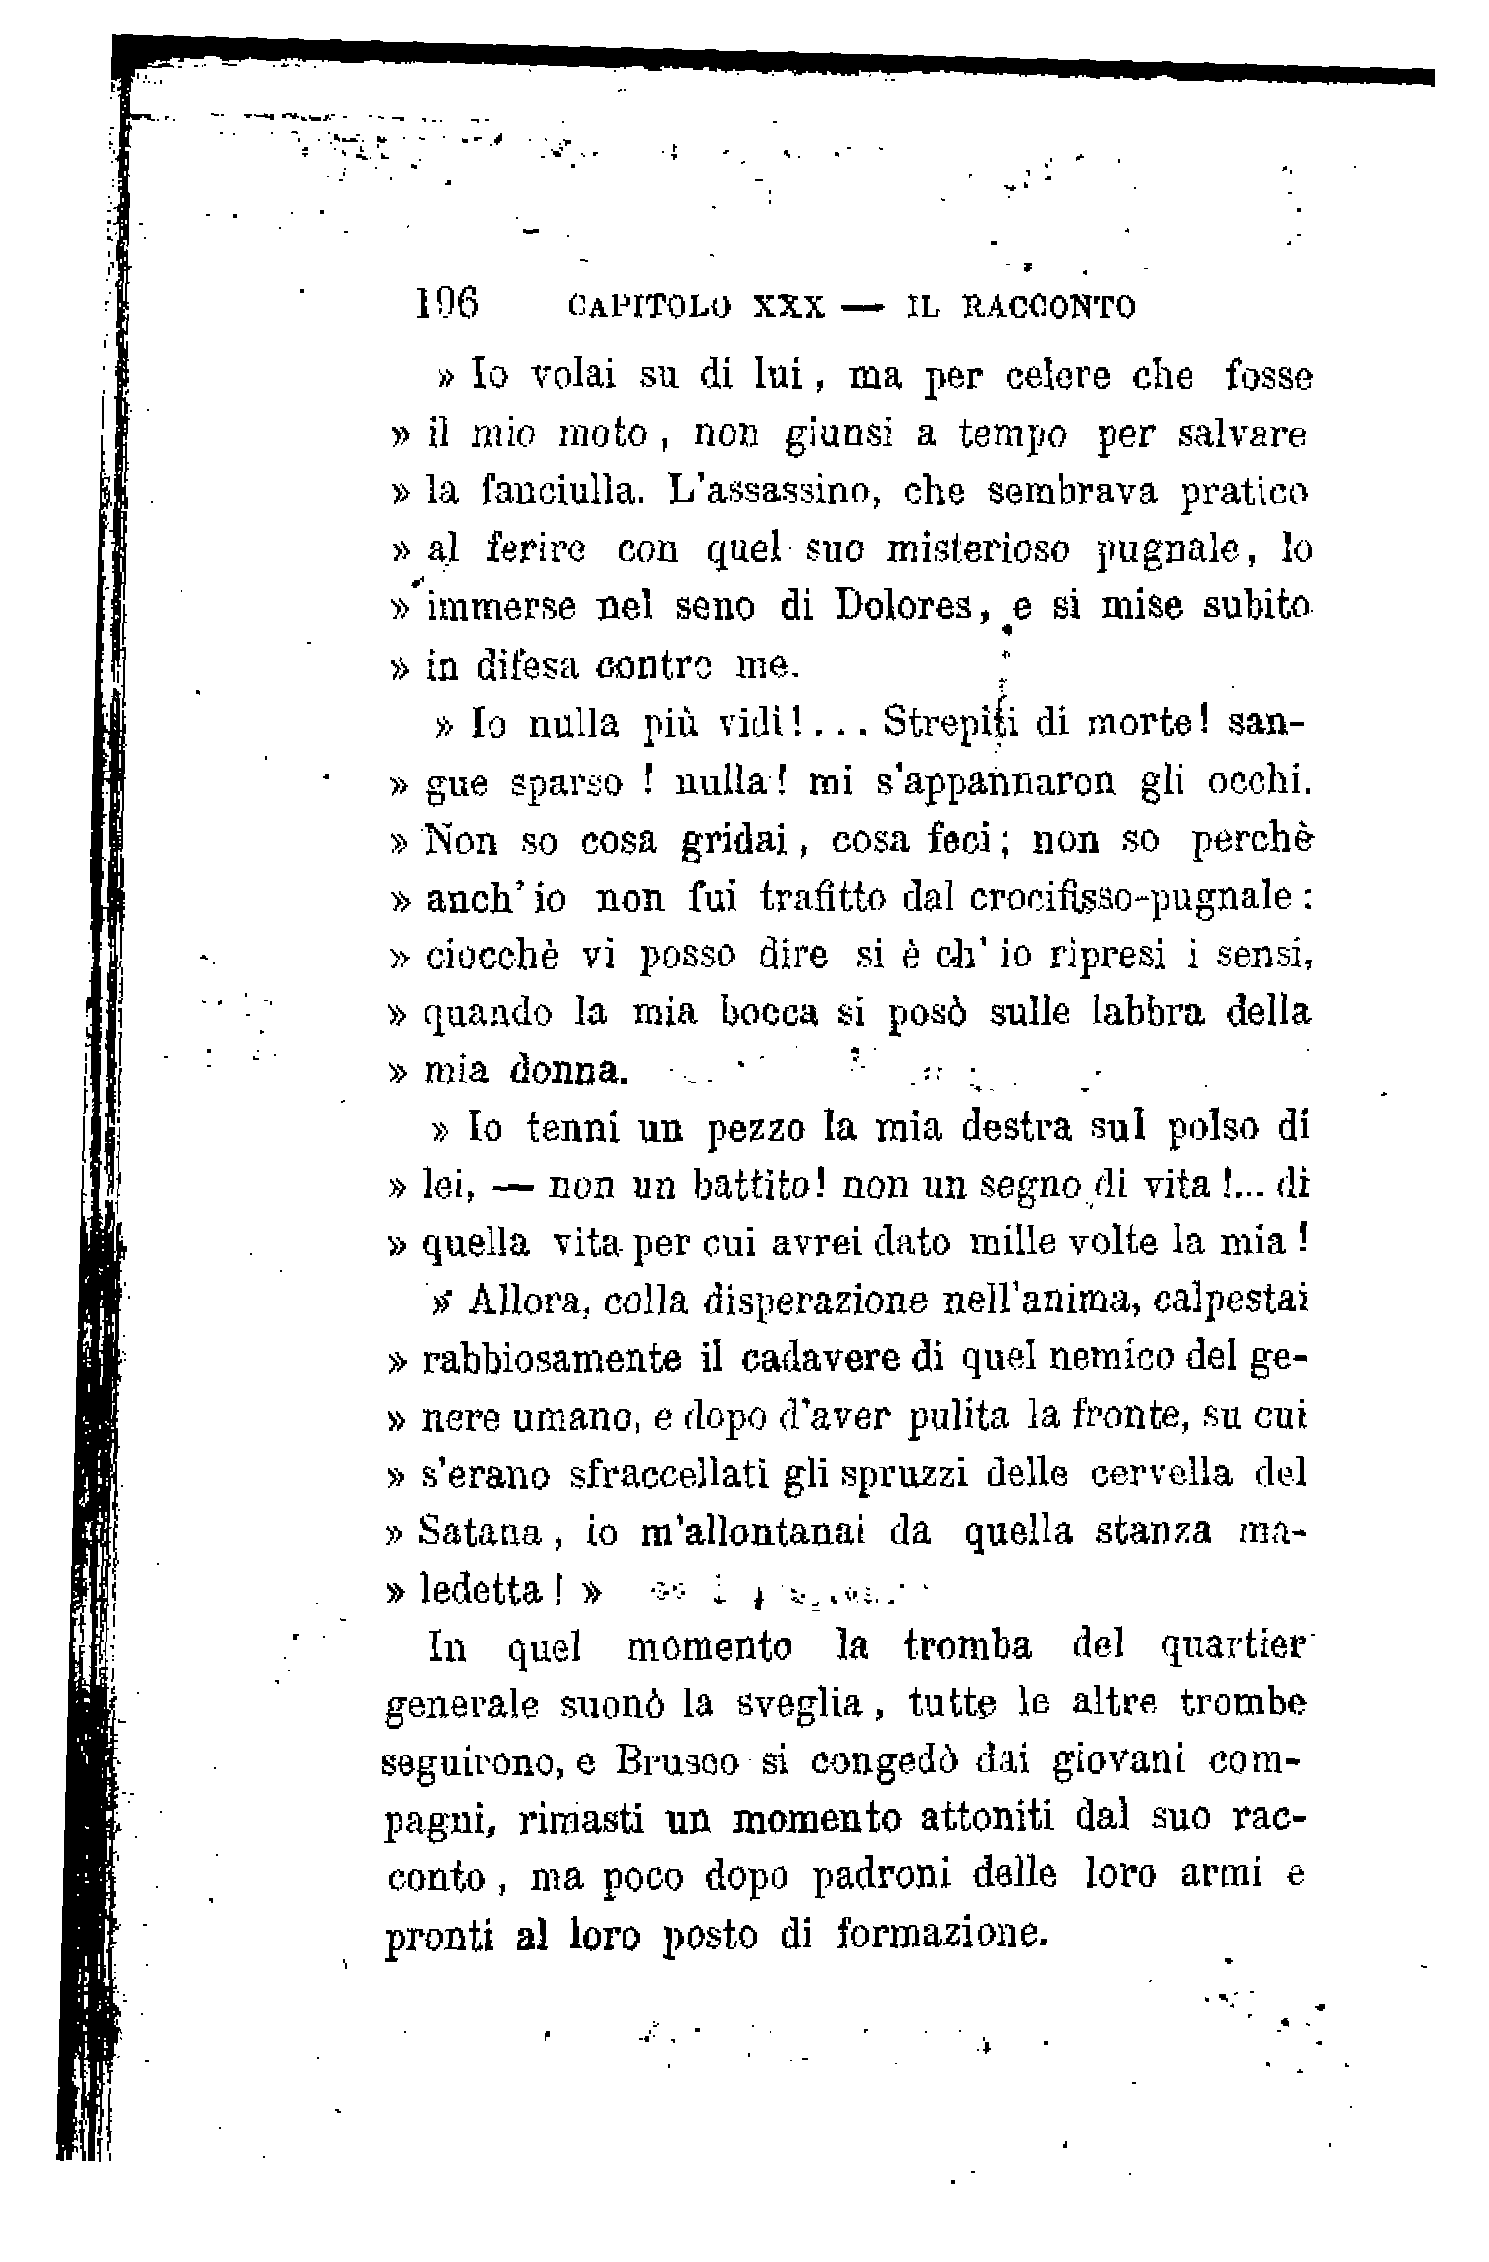 196 CAPITOLO XXX — IL RACCONTO
» Io volai su di lui, ma per celere che fosse
» il mio moto, non giunsi a tempo per salvare
» la fanciulla. L'assassino, che sembrava pratico
» al ferire con quel suo misterioso pugnale, lo
» immerse nel seno di Dolores, e si mise subito
» in difesa contro me.
» Io nulla più vidi!... Strepiti di morte! san-
» gue sparso! nulla! mi s'appannaron gli occhi.
» Non so cosa gridai, cosa feci; non so perchè
» anch'io non fui trafitto dal crocifisso-pugnale:
» ciocchè vi posso dire si è ch'io ripresi i sensi,
» quando la mia bocca si posò sulle labbra della
» mia donna.
» Io tenni un pezzo la mia destra sul polso di
» lei, — non un battito! non un segno di vita!... di
» quella vita per cui avrei dato mille volte la mia!
» Allora, colla disperazione nell'anima, calpestai
» rabbiosamente il cadavere di quel nemico del ge-
» nere umano, e dopo d'aver pulita la fronte, su cui
» s'erano sfraccellati gli spruzzi delle cervella del
» Satana, io m'allontanai da quella stanza ma-
» ledetta! »
In quel momento la tromba del quartier
generale suonò la sveglia, tutte le altre trombe
seguirono, e Brusco si congedò dai giovani com-
pagni, rimasti un momento attoniti dal suo rac-
conto, ma poco dopo padroni delle loro armi e
pronti al loro posto di formazione.